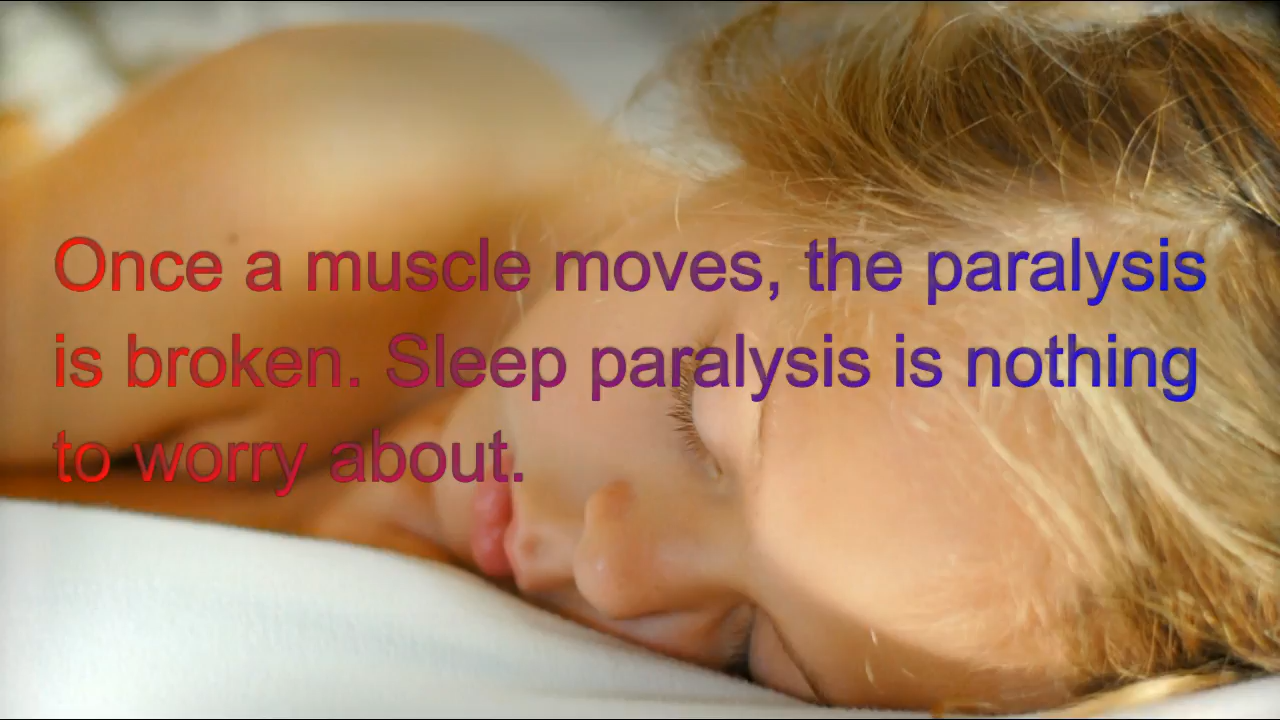 Once a muscle moves, the paralysis
is broken. Sleep paralysis is nothing
to worry about.